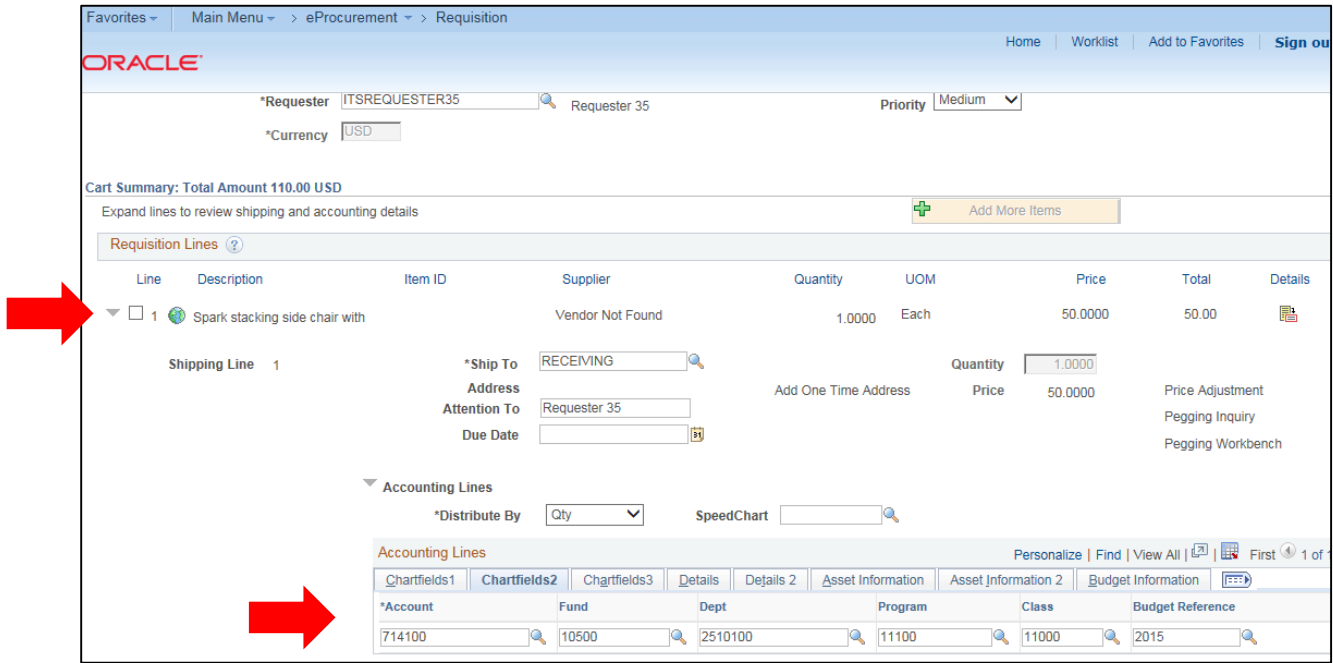 Favorites Main Menu > eProcurement > Requisition
Home Worklist Add to Favorites Sign ou
ORACLE
*Requester ITSREQUESTER35 Requester 35 Priority Medium
*Currency USD
Cart Summary: Total Amount 110.00 USD
Expand lines to review shipping and accounting details Add More Items
Requisition Lines ?
Line Description Item ID Supplier Quantity UOM Price Total Details
1 Spark stacking side chair with Vendor Not Found 1.0000 Each 50.0000 50.00
Shipping Line 1 *Ship To RECEIVING Quantity 1.0000
Address Add One Time Address Price 50.0000 Price Adjustment
Attention To Requester 35 Pegging Inquiry
Due Date 31 Pegging Workbench
Accounting Lines
*Distribute By Qty SpeedChart
Accounting Lines Personalize | Find | View All | | First 1 of 1
Chartfields1 Chartfields2 Chartfields3 Details Details 2 Asset Information Asset Information 2 Budget Information
*Account Fund Dept Program Class Budget Reference
714100 10500 2510100 11100 11000 2015